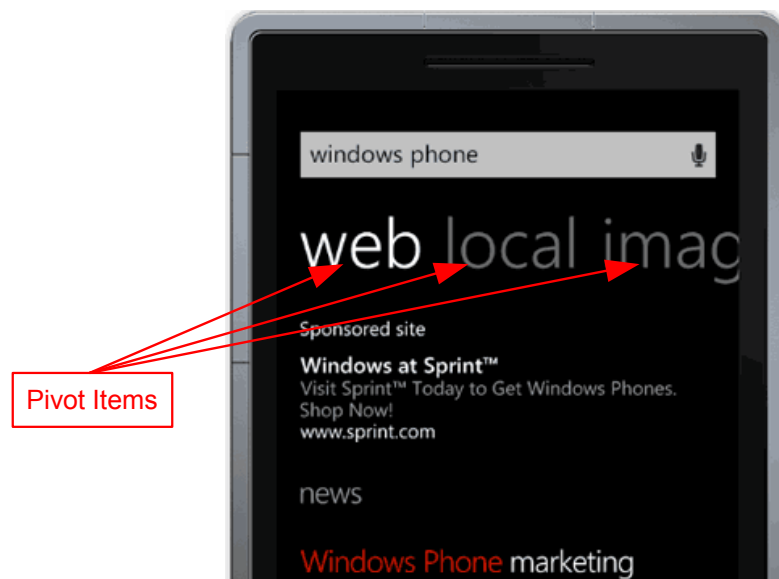 windows phone
web local imag
Sponsored site
Windows at Sprint™
Visit Sprint™ Today to Get Windows Phones.
Shop Now!
www.sprint.com
Pivot Items
news
Windows Phone marketing